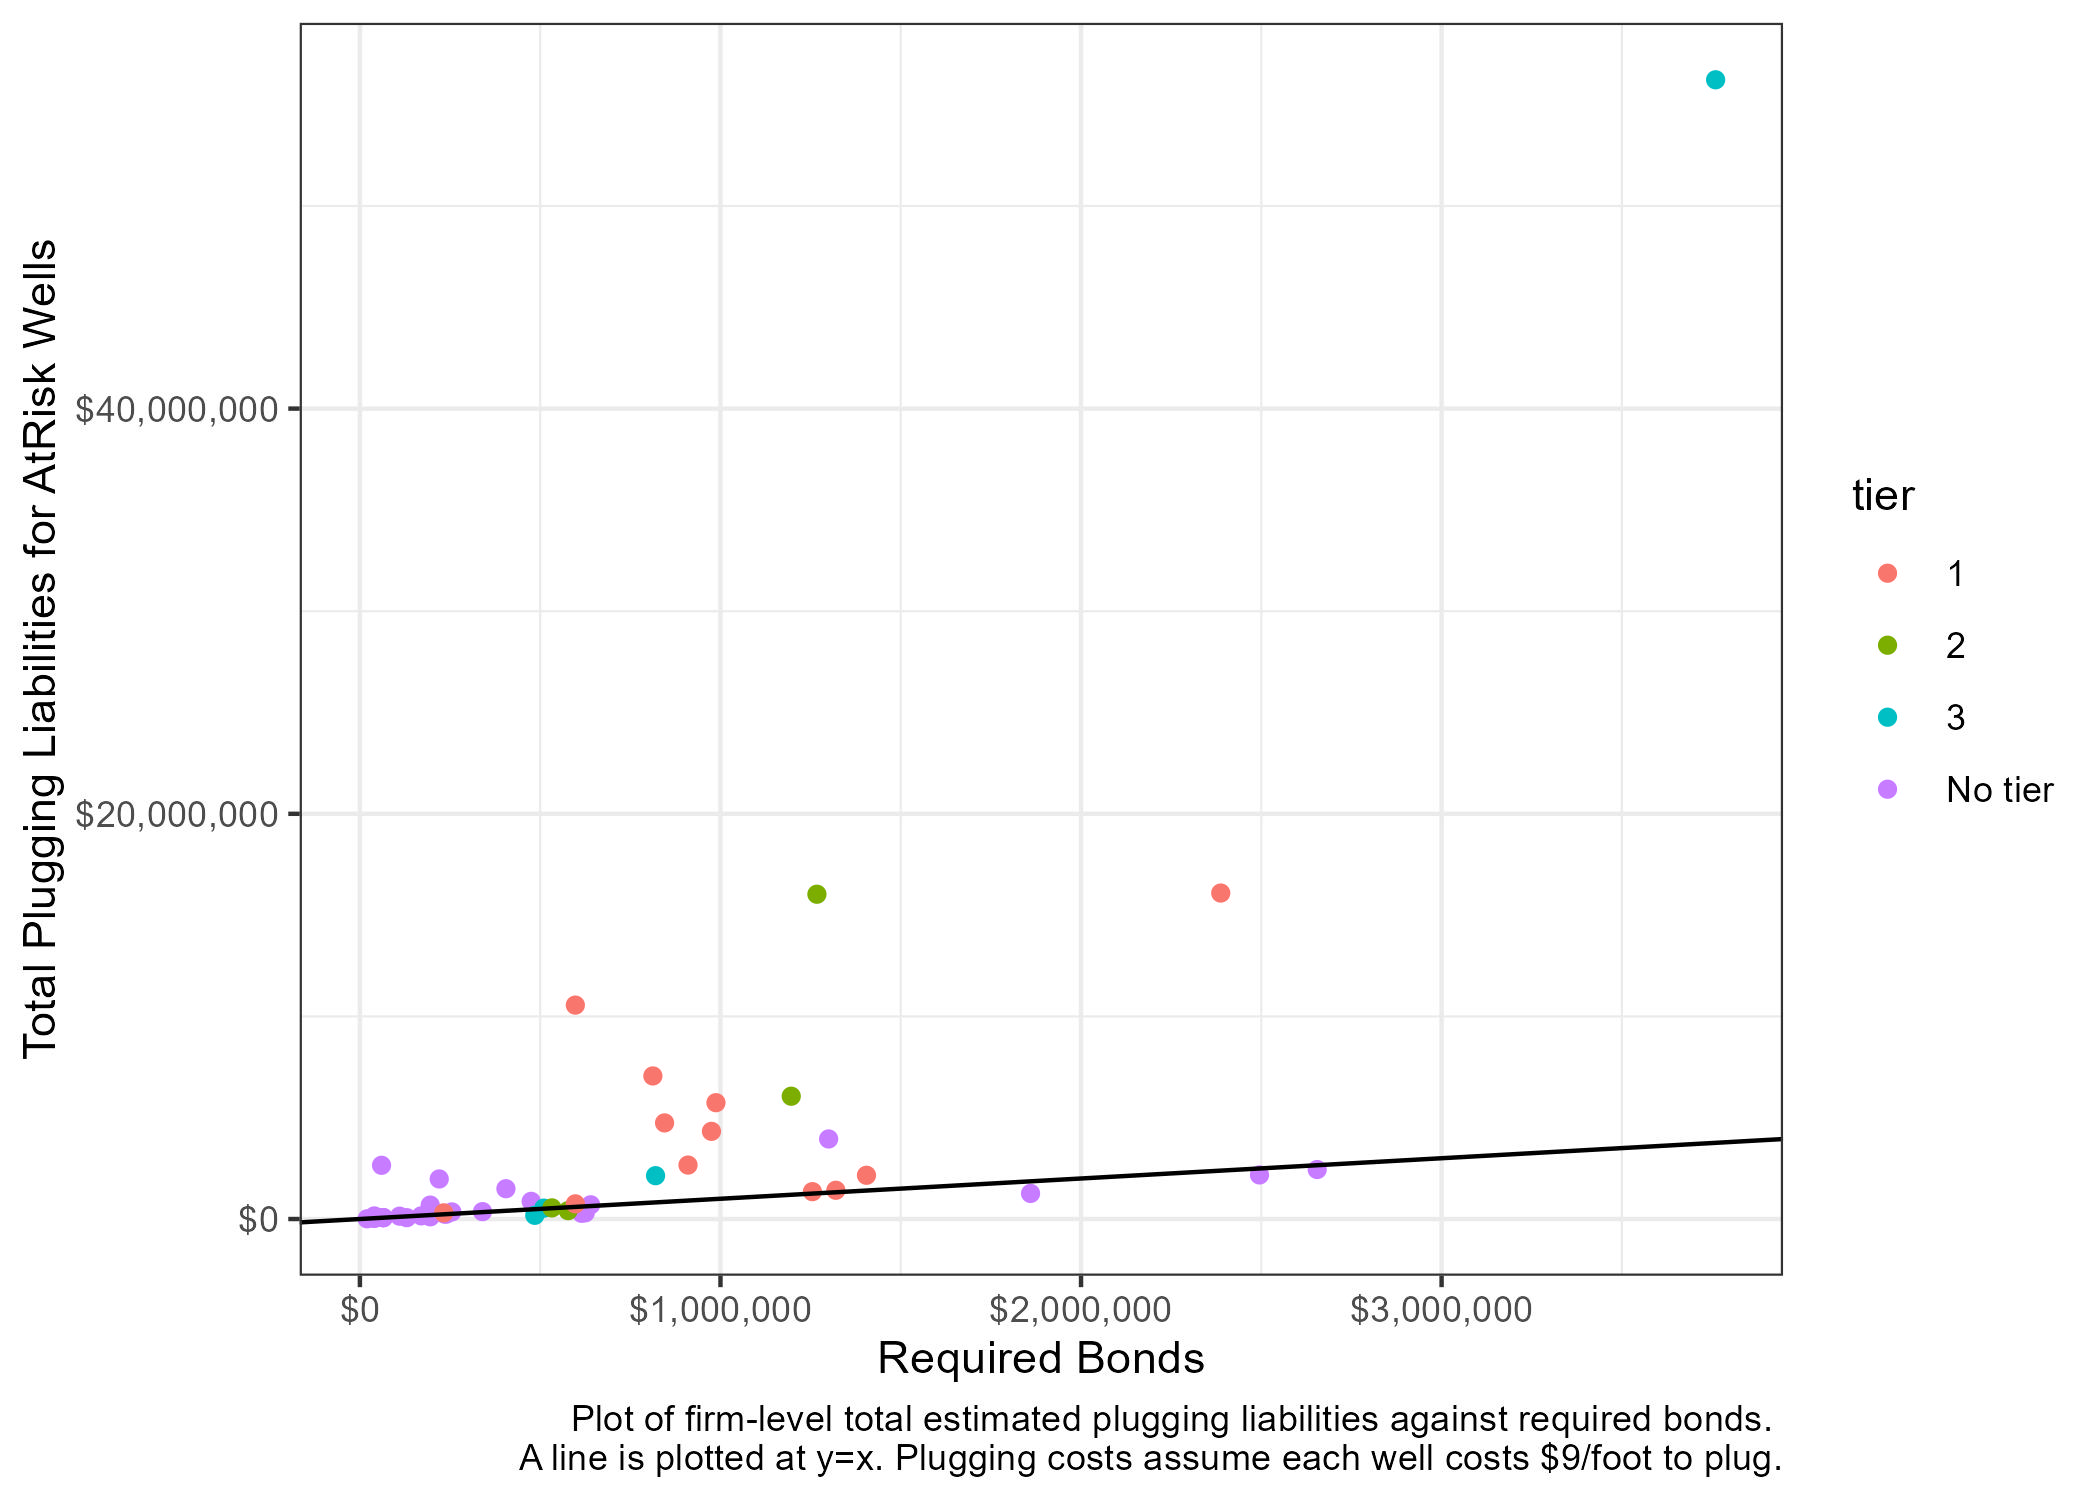 Total Plugging Liabilities for AtRisk Wells
$40,000,000
$20,000,000
$0
$0
$1,000,000
$2,000,000
$3,000,000
Required Bonds
tier
1
2
3
No tier
Plot of firm-level total estimated plugging liabilities against required bonds.
A line is plotted at y=x. Plugging costs assume each well costs $9/foot to plug.